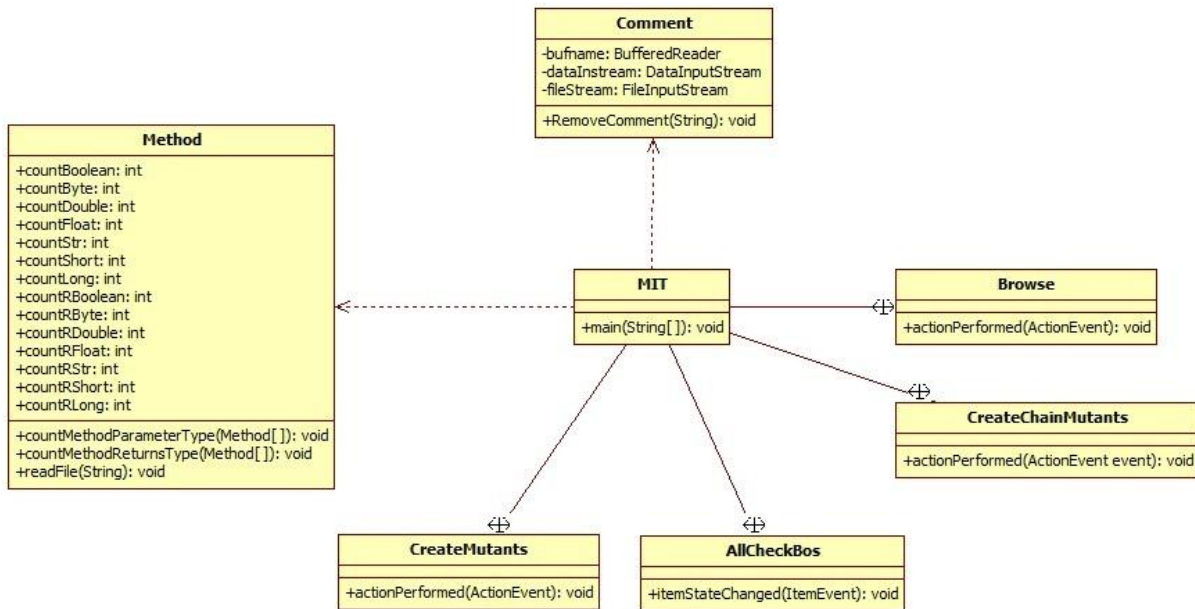 Comment
-bufname: BufferedReader
-dataInstream: DataInputStream
-fileStream: FileInputStream
+RemoveComment(String): void
Method
+countBoolean: int
+countByte: int
+countDouble: int
+countFloat: int
+countStr: int
+countShort: int
+countLong: int
+countRBoolean: int
+countRByte: int
+countRDouble: int
+countRFloat: int
+countRStr: int
+countRShort: int
+countRLong: int
+countMethodParameterType(Method[]): void
+countMethodReturnsType(Method[]): void
+readFile(String): void
MIT
+main(String[]): void
Browse
+actionPerformed(ActionEvent): void
CreateChainMutants
+actionPerformed(ActionEvent event): void
CreateMutants
+actionPerformed(ActionEvent): void
AllCheckBos
+itemStateChanged(ItemEvent): void